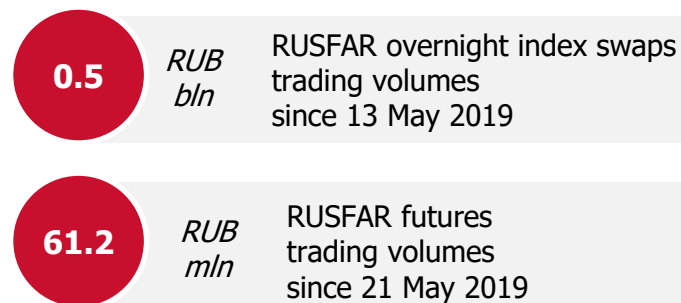 0.5
RUB
bln
RUSFAR overnight index swaps
trading volumes
since 13 May 2019
61.2
RUB
mln
RUSFAR futures
trading volumes
since 21 May 2019